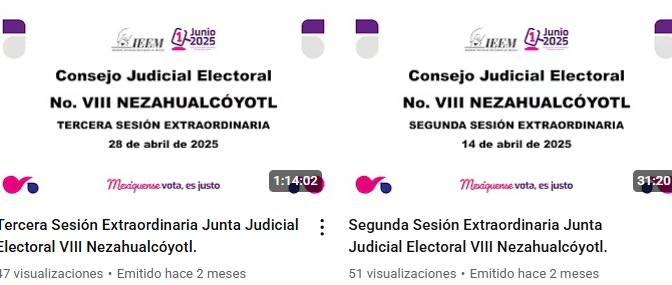 IEEM 1 Junio 2025
Consejo Judicial Electoral
No. VIII NEZAHUALCÓYOTL
TERCERA SESIÓN EXTRAORDINARIA
28 de abril de 2025
Mexiquense vota, es justo
1:14:02
Tercera Sesión Extraordinaria Junta Judicial
Electoral VIII Nezahualcóyotl.
47 visualizaciones • Emitido hace 2 meses
IEEM 1 Junio 2025
Consejo Judicial Electoral
No. VIII NEZAHUALCÓYOTL
SEGUNDA SESIÓN EXTRAORDINARIA
14 de abril de 2025
Mexiquense vota, es justo
31:20
Segunda Sesión Extraordinaria Junta
Judicial Electoral VIII Nezahualcóyotl.
51 visualizaciones • Emitido hace 2 meses